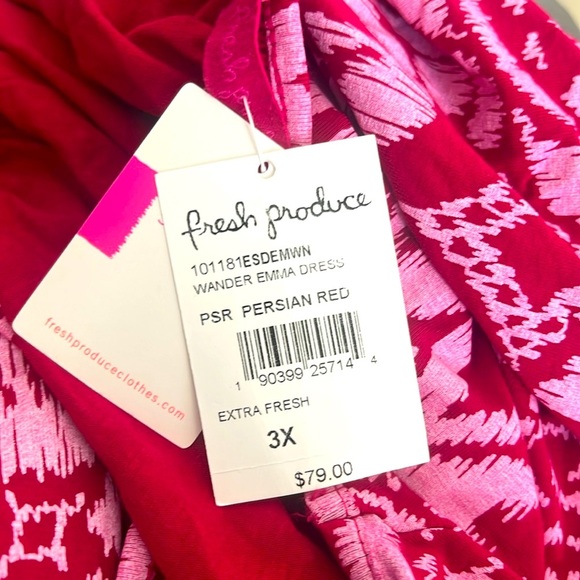 fresh produce
101181ESDEMWN
WANDER EMMA DRESS
PSR PERSIAN RED
1 90399 25714 4
EXTRA FRESH
3X
$79.00
freshproduceclothes.com